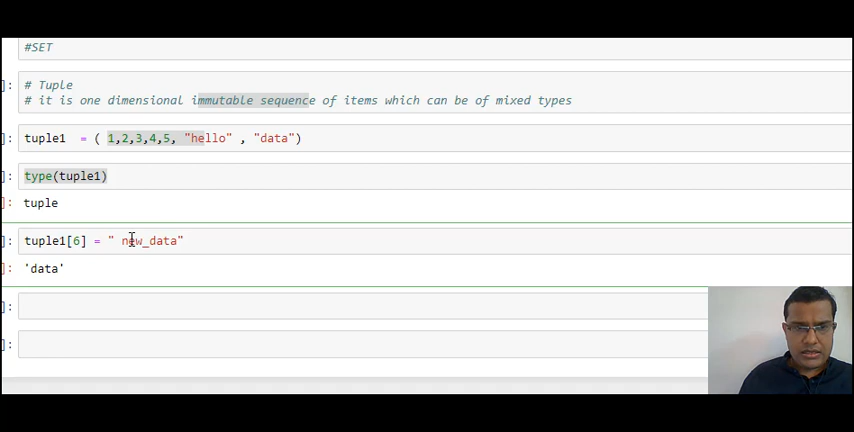 #SET
]: # Tuple
# it is one dimensional immutable sequence of items which can be of mixed types
]: tuple1 = ( 1,2,3,4,5, "hello" , "data")
]: type(tuple1)
]: tuple
]: tuple1[6] = " new_data"
]: 'data'
]:
]: